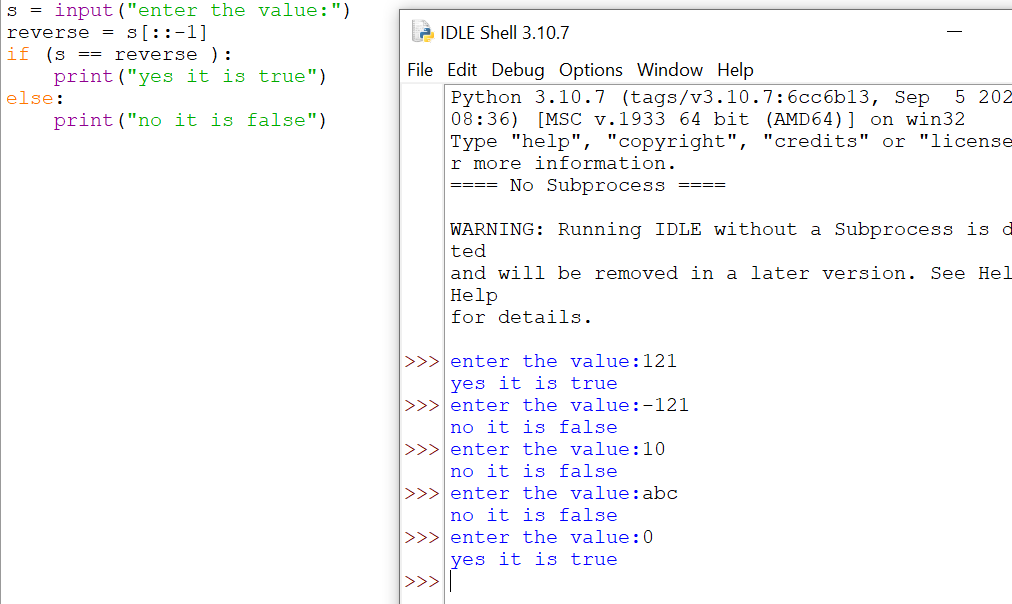 s = input("enter the value:")
reverse = s[::-1]
if (s == reverse ):
    print("yes it is true")
else:
    print("no it is false")
IDLE Shell 3.10.7
File Edit Debug Options Window Help
Python 3.10.7 (tags/v3.10.7:6cc6b13, Sep  5 202
08:36) [MSC v.1933 64 bit (AMD64)] on win32
Type "help", "copyright", "credits" or "license
r more information.
==== No Subprocess ====
WARNING: Running IDLE without a Subprocess is d
ted
and will be removed in a later version. See Hel
Help
for details.
>>> enter the value:121
yes it is true
>>> enter the value:-121
no it is false
>>> enter the value:10
no it is false
>>> enter the value:abc
no it is false
>>> enter the value:0
yes it is true
>>>